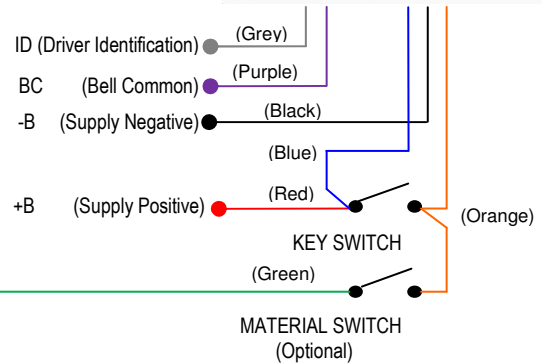 ID (Driver Identification) (Grey)
BC (Bell Common) (Purple)
-B (Supply Negative) (Black)
(Blue)
+B (Supply Positive) (Red)
(Orange)
KEY SWITCH
(Green)
MATERIAL SWITCH
(Optional)